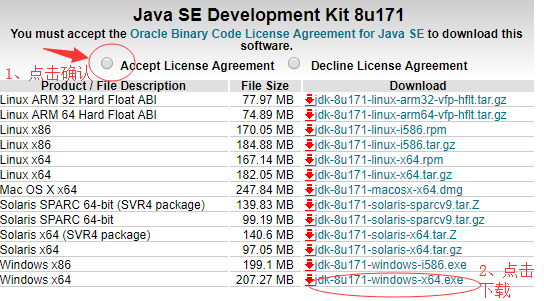 Java SE Development Kit 8u171
You must accept the Oracle Binary Code License Agreement for Java SE to download this
software.
1、点击确认
Accept License Agreement Decline License Agreement
Product / File Description File Size Download
Linux ARM 32 Hard Float ABI 77.97 MB jdk-8u171-linux-arm32-vfp-hflt.tar.gz
Linux ARM 64 Hard Float ABI 74.89 MB jdk-8u171-linux-arm64-vfp-hflt.tar.gz
Linux x86 170.05 MB jdk-8u171-linux-i586.rpm
Linux x86 184.88 MB jdk-8u171-linux-i586.tar.gz
Linux x64 167.14 MB jdk-8u171-linux-x64.rpm
Linux x64 182.05 MB jdk-8u171-linux-x64.tar.gz
Mac OS X x64 247.84 MB jdk-8u171-macosx-x64.dmg
Solaris SPARC 64-bit (SVR4 package) 139.83 MB jdk-8u171-solaris-sparcv9.tar.Z
Solaris SPARC 64-bit 99.19 MB jdk-8u171-solaris-sparcv9.tar.gz
Solaris x64 (SVR4 package) 140.6 MB jdk-8u171-solaris-x64.tar.Z
Solaris x64 97.05 MB jdk-8u171-solaris-x64.tar.gz
Windows x86 199.1 MB jdk-8u171-windows-i586.exe
Windows x64 207.27 MB jdk-8u171-windows-x64.exe
2、点击
下载